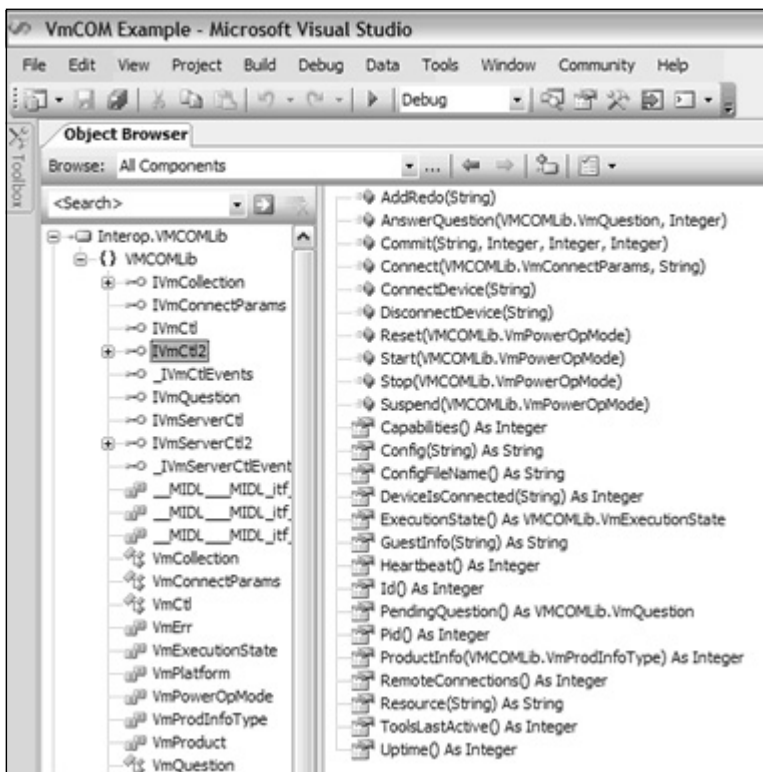 VmCOM Example - Microsoft Visual Studio
File Edit View Project Build Debug Data Tools Window Community Help
Debug
Toolbox
Object Browser
Browse: All Components
<Search>
Interop.VMCOMLib
{} VMCOMLib
IVmCollection
IVmConnectParams
IVmCtl
IVmCtl2
_IVmCtlEvents
IVmQuestion
IVmServerCtl
IVmServerCtl2
_IVmServerCtlEvent
__MIDL___MIDL_itf_
__MIDL___MIDL_itf_
__MIDL___MIDL_itf_
VmCollection
VmConnectParams
VmCtl
VmErr
VmExecutionState
VmPlatform
VmPowerOpMode
VmProdInfoType
VmProduct
VmQuestion
AddRedo(String)
AnswerQuestion(VMCOMLib.VmQuestion, Integer)
Commit(String, Integer, Integer, Integer)
Connect(VMCOMLib.VmConnectParams, String)
ConnectDevice(String)
DisconnectDevice(String)
Reset(VMCOMLib.VmPowerOpMode)
Start(VMCOMLib.VmPowerOpMode)
Stop(VMCOMLib.VmPowerOpMode)
Suspend(VMCOMLib.VmPowerOpMode)
Capabilities() As Integer
Config(String) As String
ConfigFileName() As String
DeviceIsConnected(String) As Integer
ExecutionState() As VMCOMLib.VmExecutionState
GuestInfo(String) As String
Heartbeat() As Integer
Id() As Integer
PendingQuestion() As VMCOMLib.VmQuestion
Pid() As Integer
ProductInfo(VMCOMLib.VmProdInfoType) As Integer
RemoteConnections() As Integer
Resource(String) As String
ToolsLastActive() As Integer
Uptime() As Integer